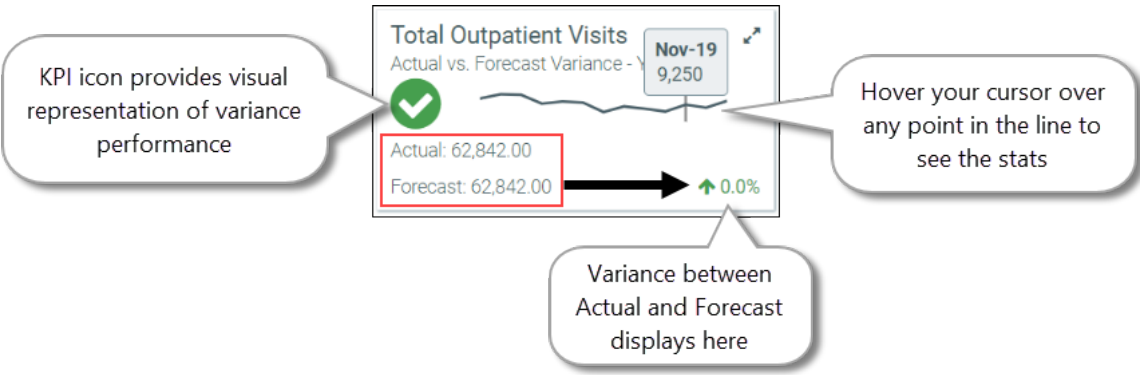 KPI icon provides visual
representation of variance
performance
Total Outpatient Visits
Actual vs. Forecast Variance -
Nov-19
9,250
Actual: 62,842.00
Forecast: 62,842.00
0.0%
Hover your cursor over
any point in the line to
see the stats
Variance between
Actual and Forecast
displays here